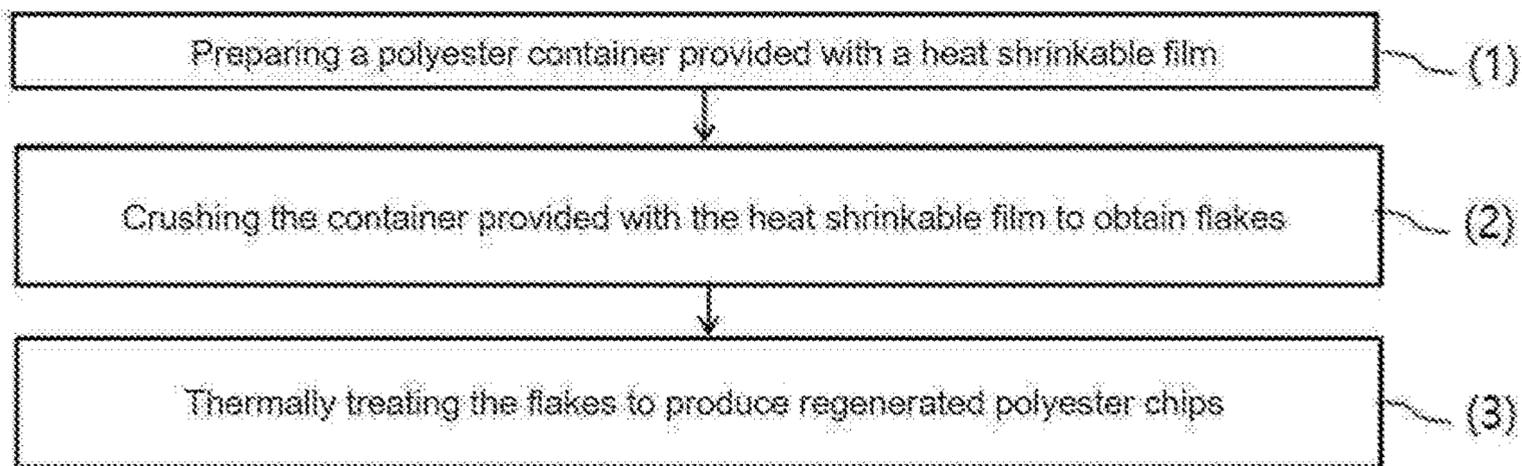 Preparing a polyester container provided with a heat shrinkable film
(1)
Crushing the container provided with the heat shrinkable film to obtain flakes
(2)
Thermally treating the flakes to produce regenerated polyester chips
(3)